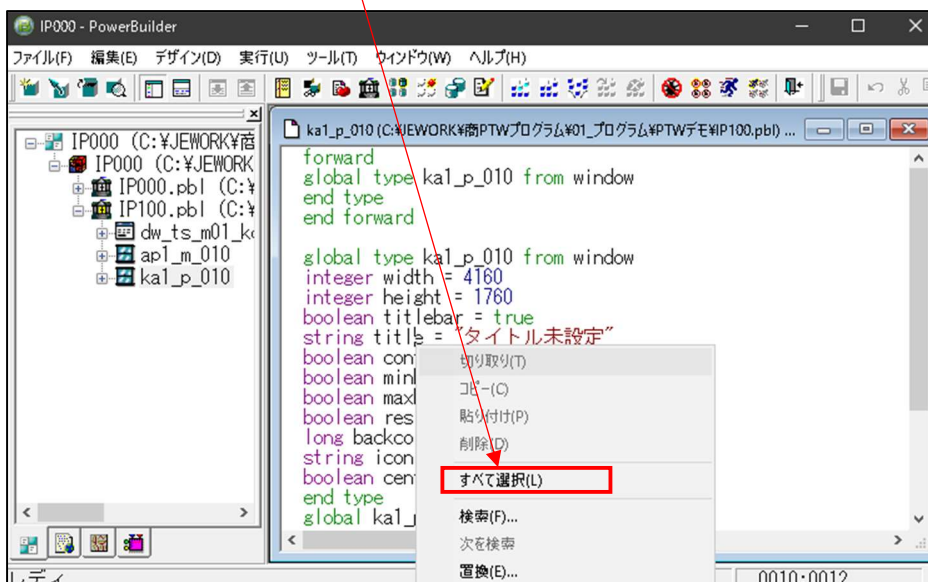 IP000 - PowerBuilder
ファイル(F) 編集(E) デザイン(D) 実行(U) ツール(T) ウィンドウ(W) ヘルプ(H)
IP000 (C:¥JEWORK¥商
IP000 (C:¥JEWORK
IP000.pbl (C:¥
IP100.pbl (C:¥
dw_ts_m01_k
ap1_m_010
ka1_p_010
ka1_p_010 (C:¥JEWORK¥商PTWプログラム¥01_プログラム¥PTWデモ¥IP100.pbl) ...
forward
global type ka1_p_010 from window
end type
end forward
global type ka1_p_010 from window
integer width = 4160
integer height = 1760
boolean titlebar = true
string title = "タイトル未設定"
boolean con
boolean min
boolean max
boolean res
long backco
string icon
boolean cen
end type
global ka1_
切り取り(T)
コピー(C)
貼り付け(P)
削除(D)
すべて選択(L)
検索(F)...
次を検索
置換(E)...
レディ
0010:0012